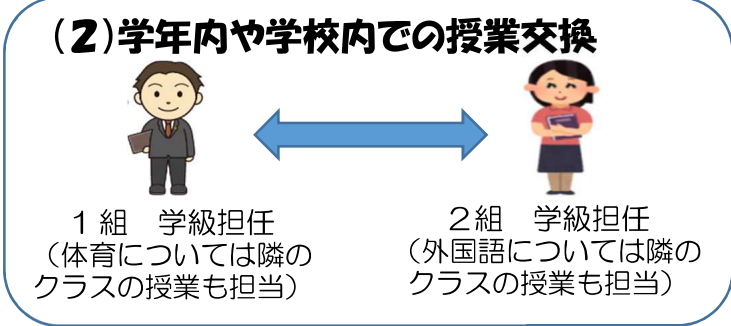 (2)学年内や学校内での授業交換
1組 学級担任
(体育については隣の
クラスの授業も担当)
2組 学級担任
(外国語については隣の
クラスの授業も担当)